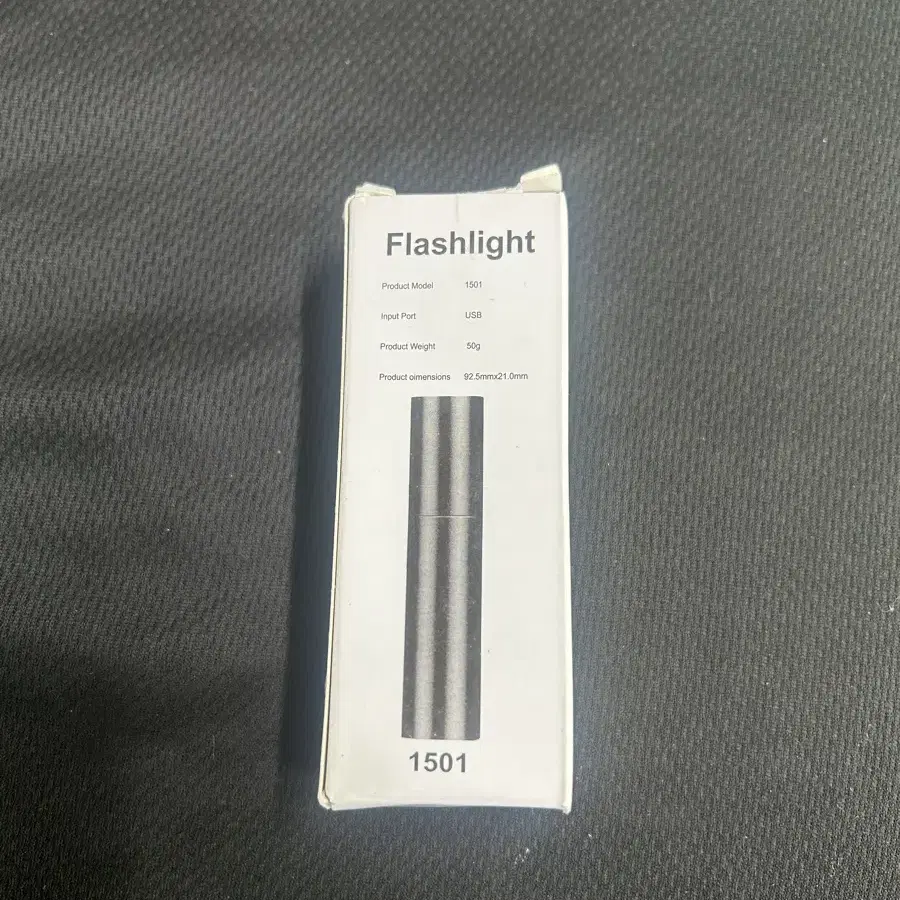 Flashlight
Product Model 1501
Input Port USB
Product Weight 50g
Product oimensions 92.5mmx21.0mm
1501